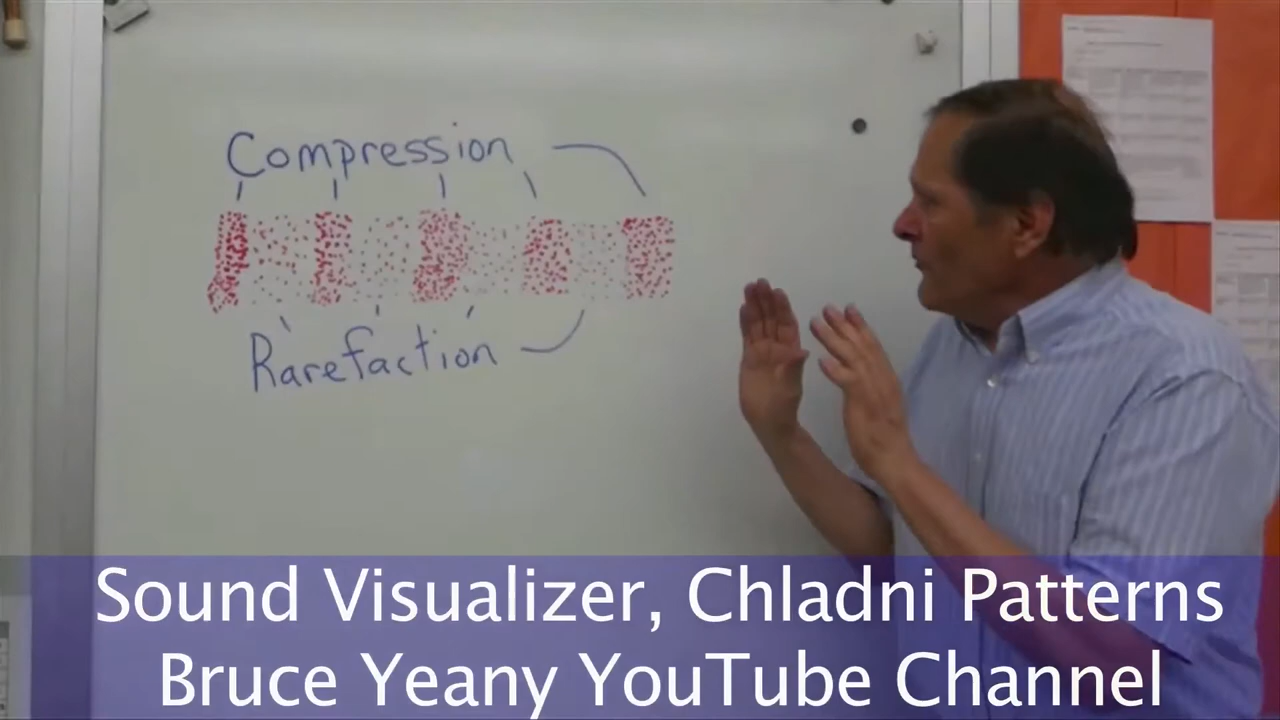 Compression
Rarefaction
Sound Visualizer, Chladni Patterns
Bruce Yeany YouTube Channel